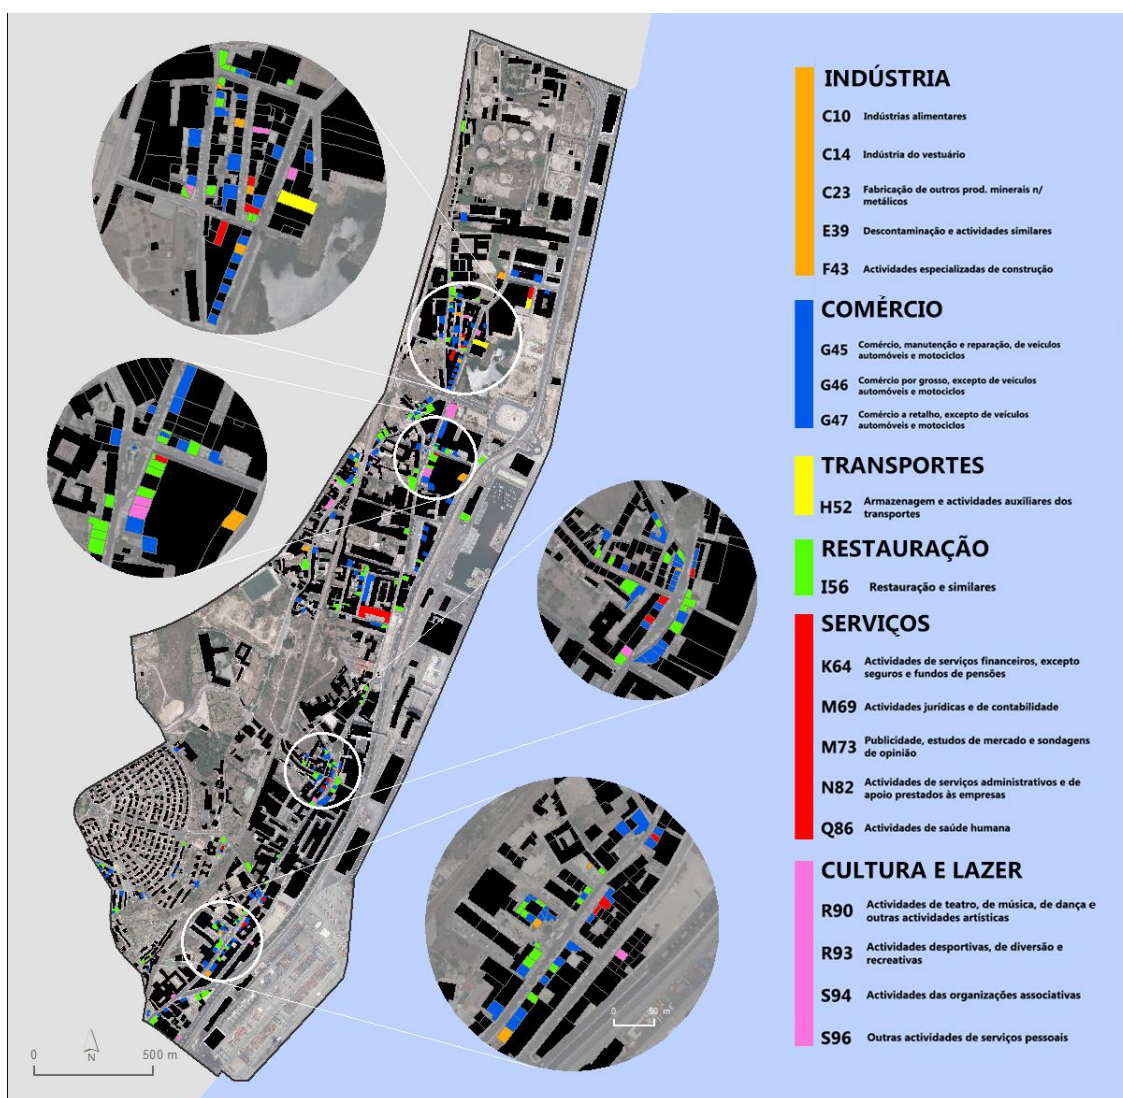 INDÚSTRIA
C10 Indústrias alimentares
C14 Indústria do vestuário
C23 Fabricação de outros prod. minerais n/
metálicos
E39 Descontaminação e actividades similares
F43 Actividades especializadas de construção
COMÉRCIO
G45 Comércio, manutenção e reparação, de veículos
automóveis e motociclos
G46 Comércio por grosso, excepto de veículos
automóveis e motociclos
G47 Comércio a retalho, excepto de veículos
automóveis e motociclos
TRANSPORTES
H52 Armazenagem e actividades auxiliares dos
transportes
RESTAURAÇÃO
I56 Restauração e similares
SERVIÇOS
K64 Actividades de serviços financeiros, excepto
seguros e fundos de pensões
M69 Actividades jurídicas e de contabilidade
M73 Publicidade, estudos de mercado e sondagens
de opinião
N82 Actividades de serviços administrativos e de
apoio prestados às empresas
Q86 Actividades de saúde humana
CULTURA E LAZER
R90 Actividades de teatro, de música, de dança e
outras actividades artísticas
R93 Actividades desportivas, de diversão e
recreativas
S94 Actividades das organizações associativas
S96 Outras actividades de serviços pessoais
0 50 m
N
0 500 m